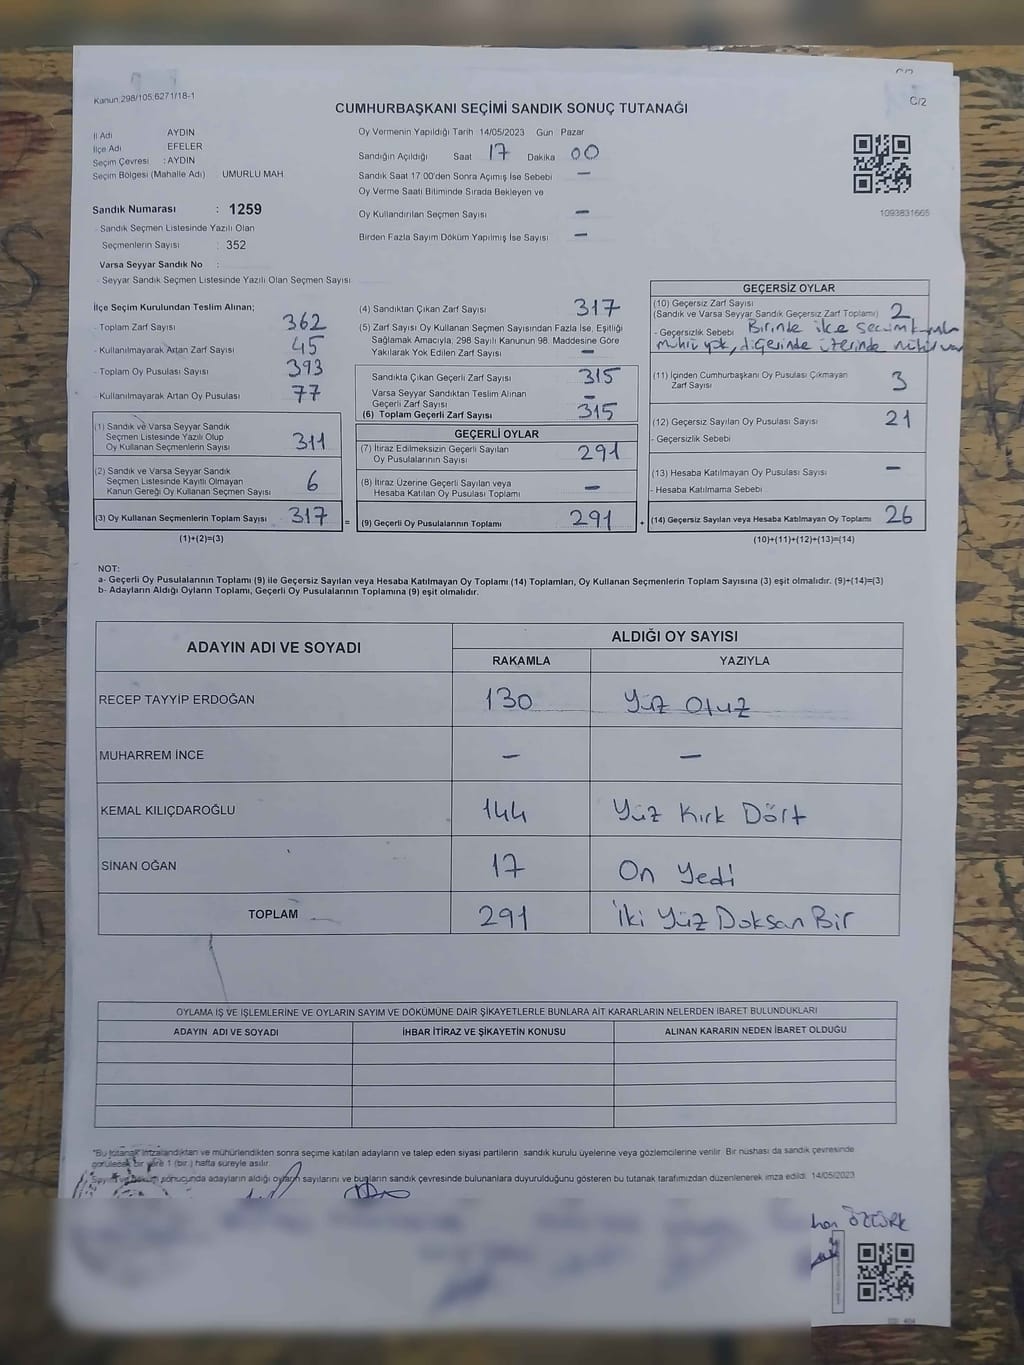 Kanun 298/105,6271/18-1
C/2
CUMHURBAŞKANI SEÇİMİ SANDIK SONUÇ TUTANAĞI
İl Adı AYDIN
İlçe Adı EFELER
Seçim Çevresi : AYDIN
Seçim Bölgesi (Mahalle Adı) UMURLU MAH
Sandık Numarası : 1259
- Sandık Seçmen Listesinde Yazılı Olan
Seçmenlerin Sayısı : 352
Varsa Seyyar Sandık No :
- Seyyar Sandık Seçmen Listesinde Yazılı Olan Seçmen Sayısı
Oy Vermenin Yapıldığı Tarih 14/05/2023 Gün Pazar
Sandığın Açıldığı Saat 17 Dakika 00
Sandık Saat 17 00'den Sonra Açımış İse Sebebi —
Oy Verme Saati Bitiminde Sırada Bekleyen ve
Oy Kullandırılan Seçmen Sayısı —
Birden Fazla Sayım Döküm Yapılmış İse Sayısı —
1093831665
İlçe Seçim Kurulundan Teslim Alınan;
- Toplam Zarf Sayısı 362
- Kullanılmayarak Artan Zarf Sayısı 45
- Toplam Oy Pusulası Sayısı 393
- Kullanılmayarak Artan Oy Pusulası 77
(1) Sandık ve Varsa Seyyar Sandık
Seçmen Listesinde Yazılı Olup
Oy Kullanan Seçmenlerin Sayısı 311
(2) Sandık ve Varsa Seyyar Sandık
Seçmen Listesinde Kayıtlı Olmayan
Kanun Gereği Oy Kullanan Seçmen Sayısı 6
(3) Oy Kullanan Seçmenlerin Toplam Sayısı 317 =
(1)+(2)=(3)
(4) Sandıktan Çıkan Zarf Sayısı 317
(5) Zarf Sayısı Oy Kullanan Seçmen Sayısından Fazla İse, Eşitliği
Sağlamak Amacıyla, 298 Sayılı Kanunun 98. Maddesine Göre
Yakılarak Yok Edilen Zarf Sayısı —
Sandıkta Çıkan Geçerli Zarf Sayısı 315
Varsa Seyyar Sandıktan Teslim Alınan
Geçerli Zarf Sayısı —
(6) Toplam Geçerli Zarf Sayısı 315
GEÇERLİ OYLAR
(7) İtiraz Edilmeksizin Geçerli Sayılan
Oy Pusulalarının Sayısı 291
(8) İtiraz Üzerine Geçerli Sayılan veya
Hesaba Katılan Oy Pusulası Toplamı —
(9) Geçerli Oy Pusulalarının Toplamı 291 +
GEÇERSİZ OYLAR
(10) Geçersiz Zarf Sayısı
(Sandık ve Varsa Seyyar Sandık Geçersiz Zarf Toplamı) 2
- Geçersizlik Sebebi Birinde ilçe seçim
mührü yok, diğerinde üzerinde mühür var
(11) İçinden Cumhurbaşkanı Oy Pusulası Çıkmayan
Zarf Sayısı 3
(12) Geçersiz Sayılan Oy Pusulası Sayısı 21
- Geçersizlik Sebebi
(13) Hesaba Katılmayan Oy Pusulası Sayısı —
- Hesaba Katılmama Sebebi
(14) Geçersiz Sayılan veya Hesaba Katılmayan Oy Toplamı 26
(10)+(11)+(12)+(13)=(14)
NOT:
a- Geçerli Oy Pusulalarının Toplamı (9) ile Geçersiz Sayılan veya Hesaba Katılmayan Oy Toplamı (14) Toplamları, Oy Kullanan Seçmenlerin Toplam Sayısına (3) eşit olmalıdır. (9)+(14)=(3)
b- Adayların Aldığı Oyların Toplamı, Geçerli Oy Pusulalarının Toplamına (9) eşit olmalıdır.
ADAYIN ADI VE SOYADI ALDIĞI OY SAYISI
RAKAMLA YAZIYLA
RECEP TAYYİP ERDOĞAN 130 Yüz Otuz
MUHARREM İNCE — —
KEMAL KILIÇDAROĞLU 144 Yüz Kırk Dört
SİNAN OĞAN 17 On Yedi
TOPLAM 291 İki Yüz Doksan Bir
OYLAMA İŞ VE İŞLEMLERİNE VE OYLARIN SAYIM VE DÖKÜMÜNE DAİR ŞİKAYETLERLE BUNLARA AİT KARARLARIN NELERDEN İBARET BULUNDUKLARI
ADAYIN ADI VE SOYADI İHBAR İTİRAZ VE ŞİKAYETİN KONUSU ALINAN KARARIN NEDEN İBARET OLDUĞU
"Bu tutanak imzalandıktan ve mühürlendikten sonra seçime katılan adayların ve talep eden siyasi partilerin sandık kurulu üyelerine veya gözlemcilerine verilir Bir nüshası da sandık çevresinde
görülecek bir yere 1 (bir) hafta süreyle asılır
Sayım ve döküm sonucunda adayların aldığı oyların sayılarını ve bunların sandık çevresinde bulunanlara duyurulduğunu gösteren bu tutanak tarafımızdan düzenlenerek imza edildi 14/05/2023
ÖZTÜRK